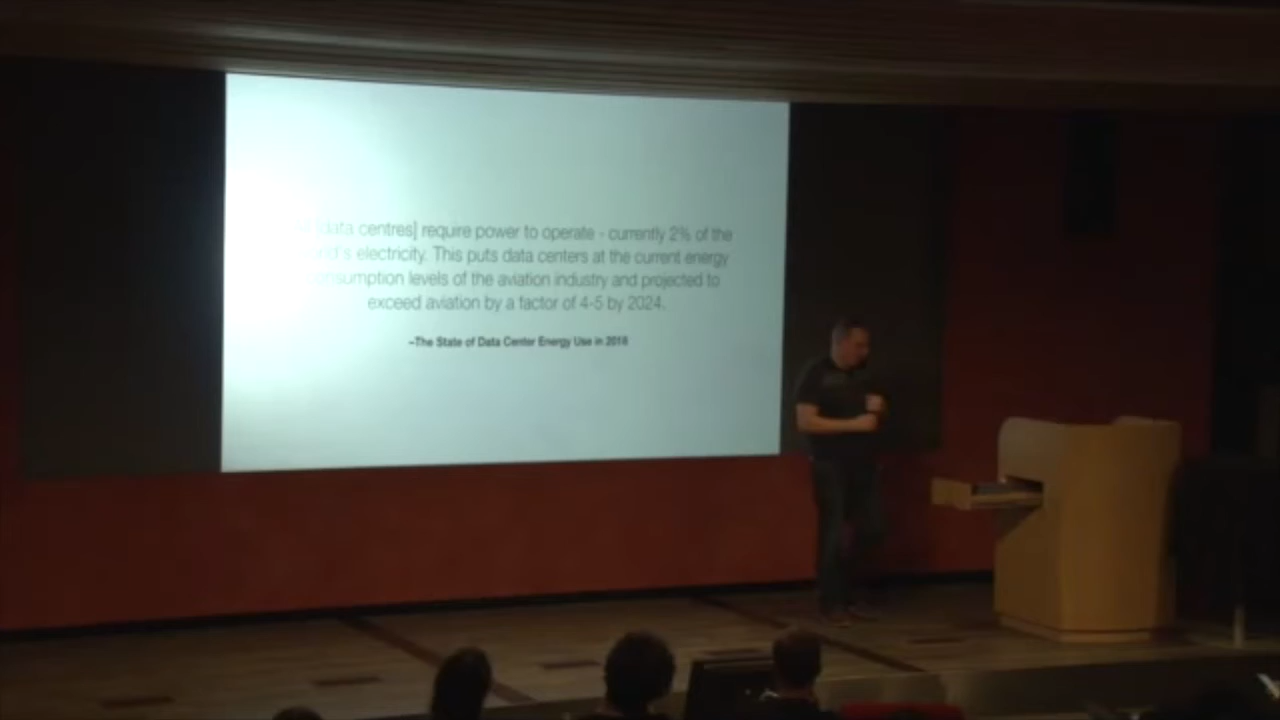 data centres] require power to operate - currently 2% of the
electricity. This puts data centers at the current energy
consumption levels of the aviation industry and projected to
exceed aviation by a factor of 4-5 by 2024.
–The State of Data Center Energy Use in 2018